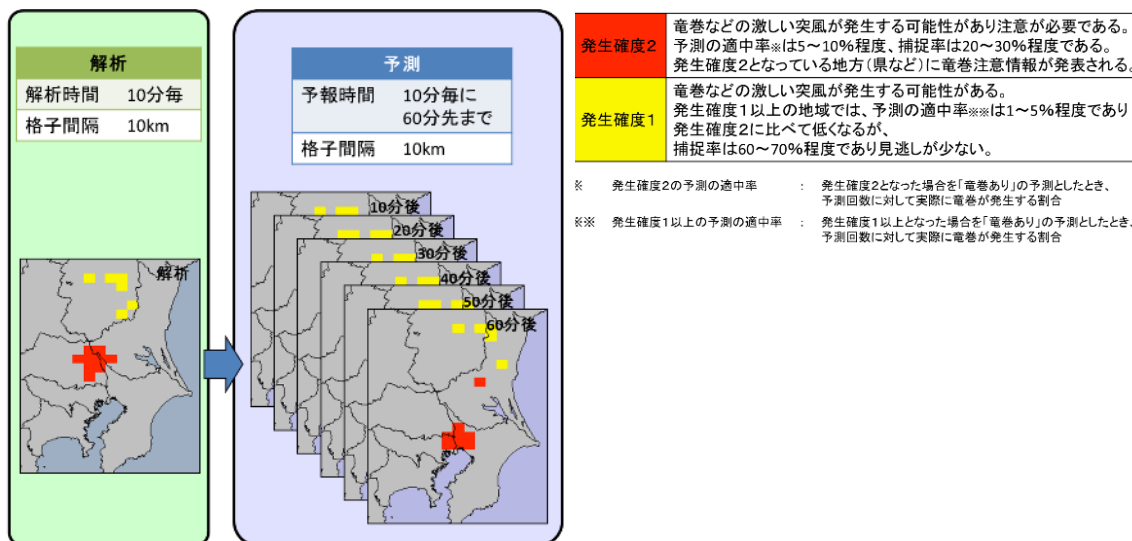 解析
解析時間 10分毎
格子間隔 10km
解析
予測
予報時間 10分毎に
60分先まで
格子間隔 10km
10分後
20分後
30分後
40分後
50分後
60分後
発生確度2
竜巻などの激しい突風が発生する可能性があり注意が必要である。
予測の適中率※は5～10%程度、捕捉率は20～30%程度である。
発生確度2となっている地方(県など)に竜巻注意情報が発表される。
発生確度1
竜巻などの激しい突風が発生する可能性がある。
発生確度1以上の地域では、予測の適中率※※は1～5%程度であり
発生確度2に比べて低くなるが、
捕捉率は60～70%程度であり見逃しが少ない。
※ 発生確度2の予測の適中率 : 発生確度2となった場合を「竜巻あり」の予測としたとき、
予測回数に対して実際に竜巻が発生する割合
※※ 発生確度1以上の予測の適中率 : 発生確度1以上となった場合を「竜巻あり」の予測としたとき、
予測回数に対して実際に竜巻が発生する割合